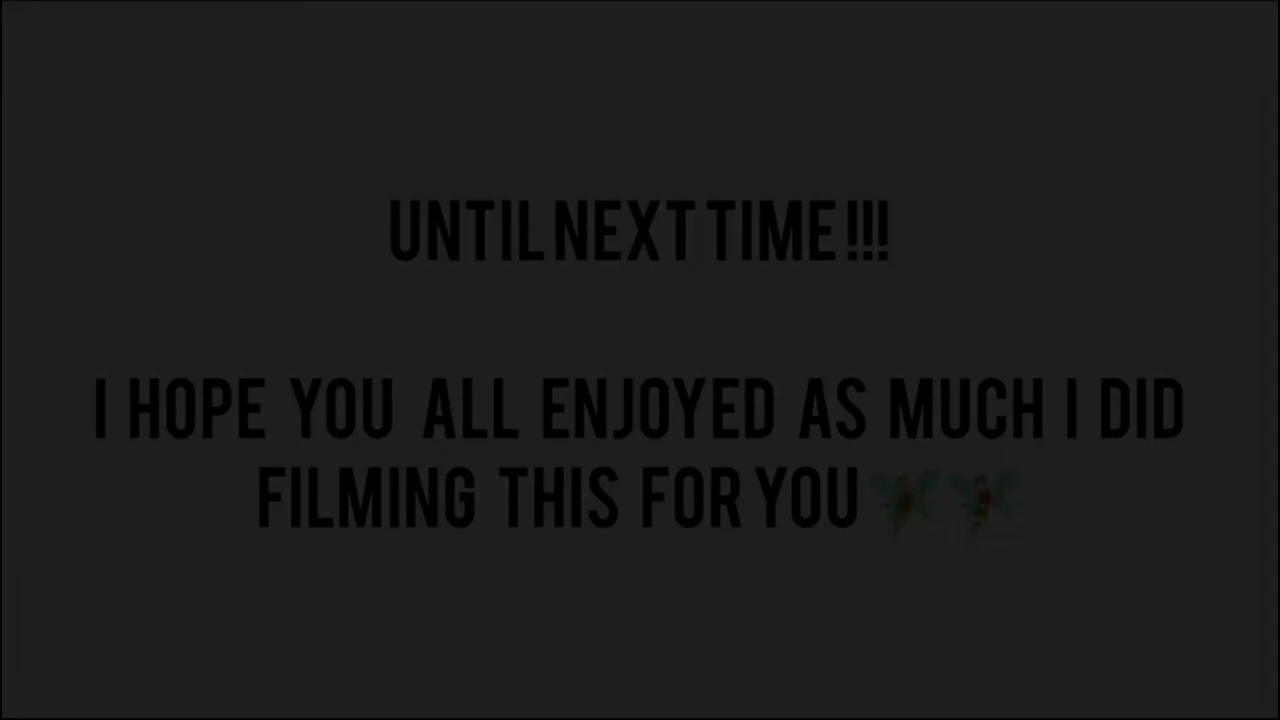 UNTIL NEXT TIME !!!
I HOPE YOU ALL ENJOYED AS MUCH I DID
FILMING THIS FOR YOU